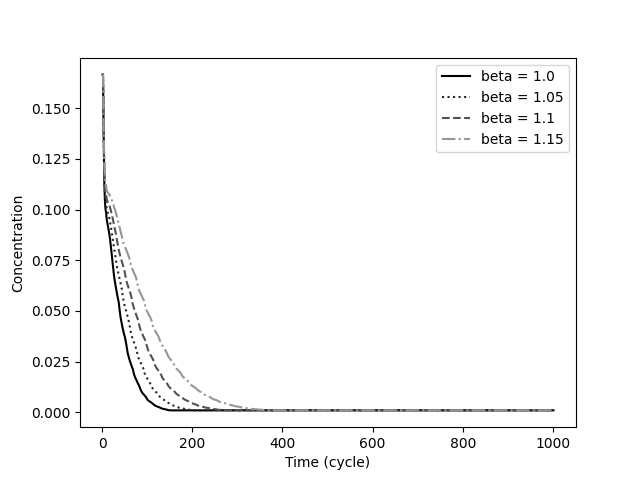 beta = 1.0
beta = 1.05
beta = 1.1
beta = 1.15
Concentration
0.150
0.125
0.100
0.075
0.050
0.025
0.000
0
200
400
600
800
1000
Time (cycle)